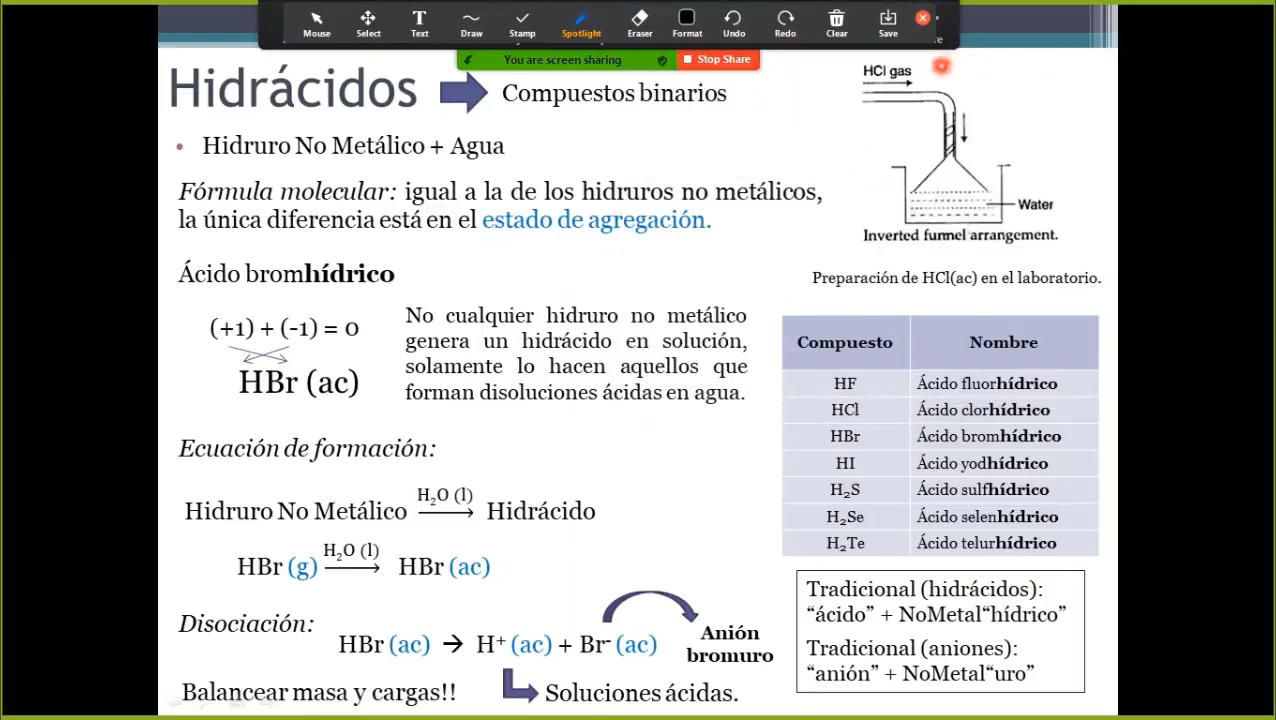 Mouse Select Text Draw Stamp Spotlight Eraser Format Undo Redo Clear Save
You are screen sharing Stop Share
Hidrácidos Compuestos binarios
• Hidruro No Metálico + Agua
Fórmula molecular: igual a la de los hidruros no metálicos,
la única diferencia está en el estado de agregación.
Ácido bromhídrico
(+1) + (-1) = 0
HBr (ac)
No cualquier hidruro no metálico
genera un hidrácido en solución,
solamente lo hacen aquellos que
forman disoluciones ácidas en agua.
Ecuación de formación:
H₂O (l)
Hidruro No Metálico ⟶ Hidrácido
H₂O (l)
HBr (g) ⟶ HBr (ac)
Disociación:
HBr (ac) → H⁺ (ac) + Br⁻ (ac)
Anión
bromuro
Balancear masa y cargas!!
Soluciones ácidas.
HCl gas
Water
Inverted funnel arrangement.
Preparación de HCl(ac) en el laboratorio.
Compuesto Nombre
HF Ácido fluorhídrico
HCl Ácido clorhídrico
HBr Ácido bromhídrico
HI Ácido yodhídrico
H₂S Ácido sulfhídrico
H₂Se Ácido selenhídrico
H₂Te Ácido telurhídrico
Tradicional (hidrácidos):
“ácido” + NoMetal“hídrico”
Tradicional (aniones):
“anión” + NoMetal“uro”